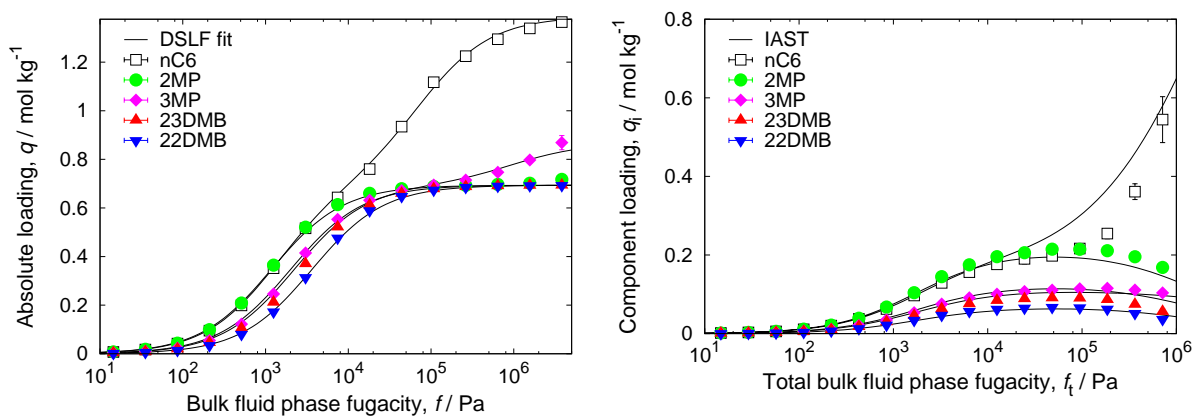 Absolute loading, q / mol kg⁻¹
DSLF fit
nC6
2MP
3MP
23DMB
22DMB
1.2
1
0.8
0.6
0.4
0.2
0
10¹ 10² 10³ 10⁴ 10⁵ 10⁶
Bulk fluid phase fugacity, f / Pa
Component loading, qᵢ / mol kg⁻¹
IAST
nC6
2MP
3MP
23DMB
22DMB
0.8
0.6
0.4
0.2
0.0
10¹ 10² 10³ 10⁴ 10⁵ 10⁶
Total bulk fluid phase fugacity, fₜ / Pa